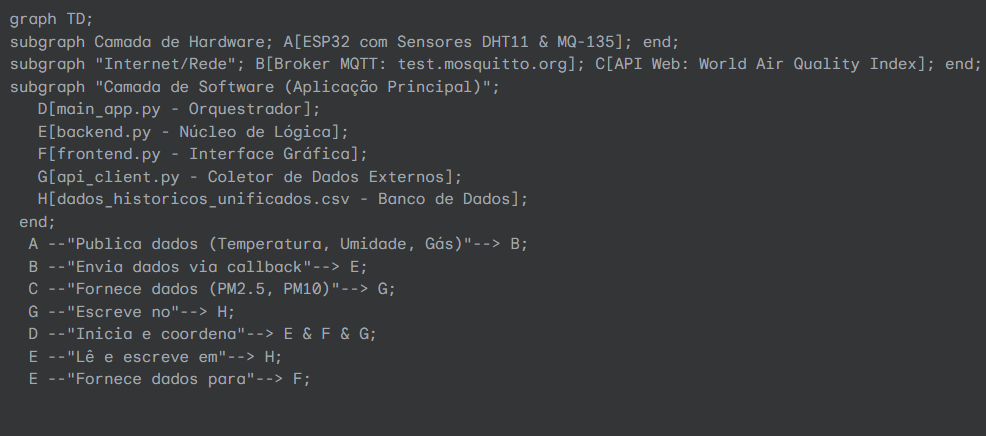 graph TD;
subgraph Camada de Hardware; A[ESP32 com Sensores DHT11 & MQ-135]; end;
subgraph "Internet/Rede"; B[Broker MQTT: test.mosquitto.org]; C[API Web: World Air Quality Index]; end;
subgraph "Camada de Software (Aplicação Principal)";
D[main_app.py - Orquestrador];
E[backend.py - Núcleo de Lógica];
F[frontend.py - Interface Gráfica];
G[api_client.py - Coletor de Dados Externos];
H[dados_historicos_unificados.csv - Banco de Dados];
end;
A --"Publica dados (Temperatura, Umidade, Gás)"--> B;
B --"Envia dados via callback"--> E;
C --"Fornece dados (PM2.5, PM10)"--> G;
G --"Escreve no"--> H;
D --"Inicia e coordena"--> E & F & G;
E --"Lê e escreve em"--> H;
E --"Fornece dados para"--> F;